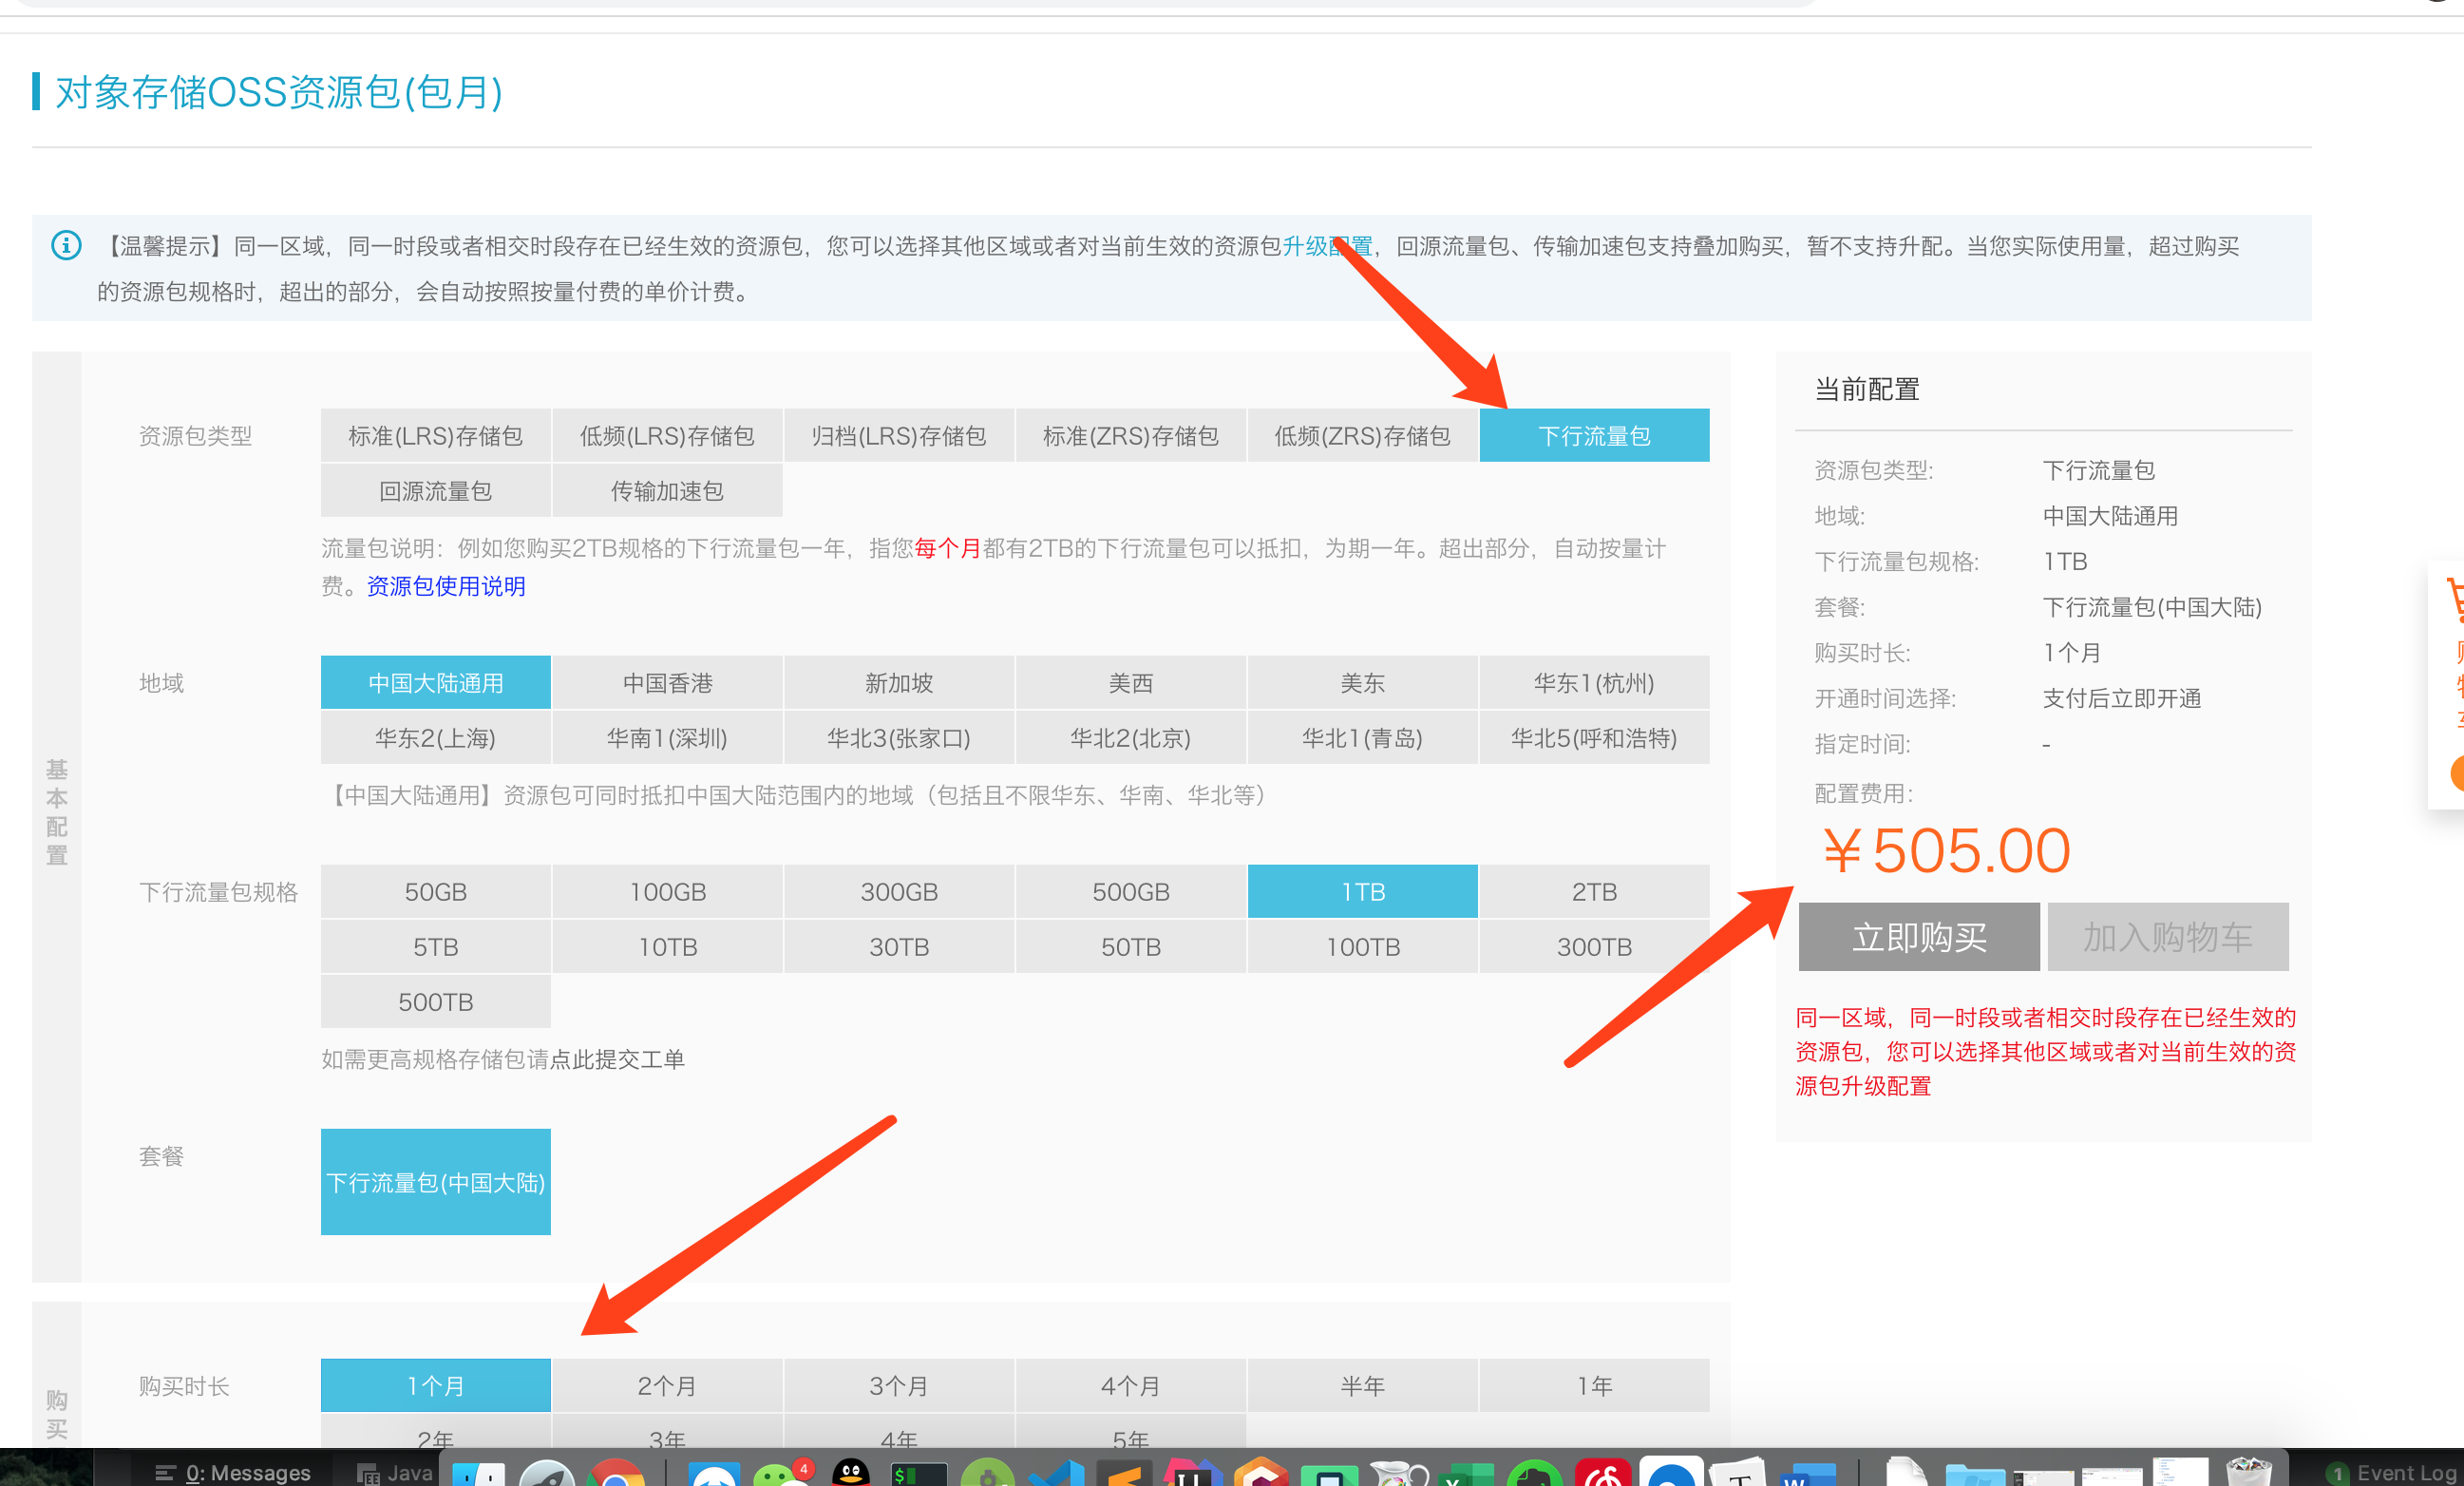 对象存储OSS资源包(包月)
【温馨提示】同一区域，同一时段或者相交时段存在已经生效的资源包，您可以选择其他区域或者对当前生效的资源包升级配置，回源流量包、传输加速包支持叠加购买，暂不支持升配。当您实际使用量，超过购买
的资源包规格时，超出的部分，会自动按照按量付费的单价计费。
基本配置
资源包类型
标准(LRS)存储包 低频(LRS)存储包 归档(LRS)存储包 标准(ZRS)存储包 低频(ZRS)存储包 下行流量包
回源流量包 传输加速包
流量包说明：例如您购买2TB规格的下行流量包一年，指您每个月都有2TB的下行流量包可以抵扣，为期一年。超出部分，自动按量计
费。资源包使用说明
地域
中国大陆通用 中国香港 新加坡 美西 美东 华东1(杭州)
华东2(上海) 华南1(深圳) 华北3(张家口) 华北2(北京) 华北1(青岛) 华北5(呼和浩特)
【中国大陆通用】资源包可同时抵扣中国大陆范围内的地域（包括且不限华东、华南、华北等）
下行流量包规格
50GB 100GB 300GB 500GB 1TB 2TB
5TB 10TB 30TB 50TB 100TB 300TB
500TB
如需更高规格存储包请点此提交工单
套餐
下行流量包(中国大陆)
购买
购买时长
1个月 2个月 3个月 4个月 半年 1年
2年 3年 4年 5年
当前配置
资源包类型: 下行流量包
地域: 中国大陆通用
下行流量包规格: 1TB
套餐: 下行流量包(中国大陆)
购买时长: 1个月
开通时间选择: 支付后立即开通
指定时间: -
配置费用:
￥505.00
立即购买 加入购物车
同一区域，同一时段或者相交时段存在已经生效的
资源包，您可以选择其他区域或者对当前生效的资
源包升级配置
0: Messages
Java
4
1 Event Log